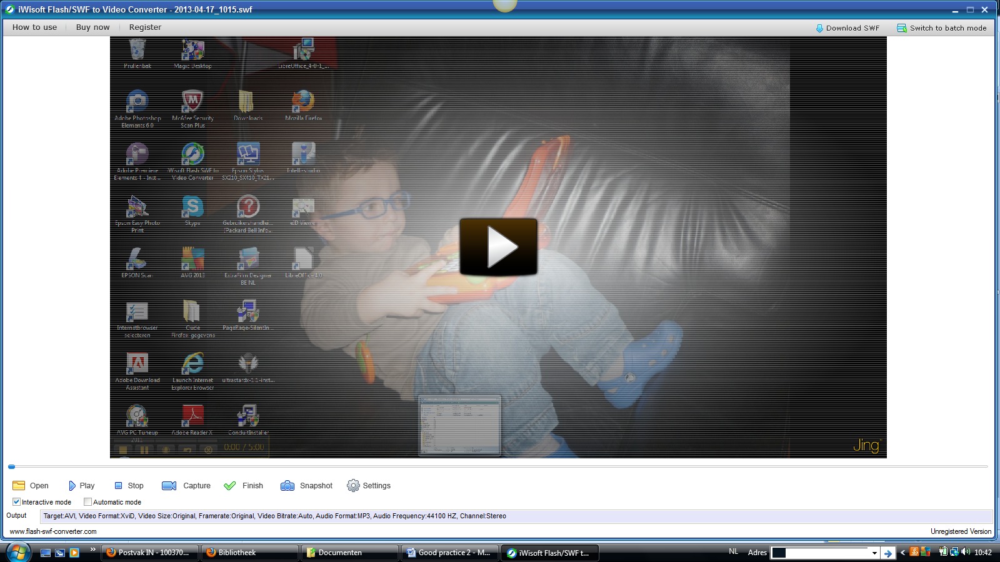 iWisoft Flash/SWF to Video Converter - 2013-04-17_1015.swf
How to use
Buy now
Register
Download SWF
Switch to batch mode
Prullenbak
Magic Desktop
LibreOffice_4-0-1_...
Adobe Photoshop
Elements 6.0
McAfee Security
Scan Plus
Downloads
Mozilla Firefox
Adobe Premiere
Elements 4 - Inst...
iWisoft Flash SWF to
Video Converter
Epson Stylus
SX210_SX410_TX21...
Intelli-studio
Epson Easy Photo
Print
Skype
Gebruikershandlei...
(Packard Bell Info...
eID Viewer
EPSON Scan
AVG 2013
ExtraFilm Designer
BE NL
LibreOffice 4.0
Internetbrowser
selecteren
Oude
Firefox-gegevens
PageRage-SilentIn...
Adobe Download
Assistant
Launch Internet
Explorer Browser
ultrastardx-1.1-inst...
AVG PC Tuneup
2011
Adobe Reader X
ConduitInstaller
0:00 / 5:00
Jing
Open
Play
Stop
Capture
Finish
Snapshot
Settings
Interactive mode
Automatic mode
Output
Target:AVI, Video Format:XviD, Video Size:Original, Framerate:Original, Video Bitrate:Auto, Audio Format:MP3, Audio Frequency:44100 HZ, Channel:Stereo
www.flash-swf-converter.com
Unregistered Version
Postvak IN - 100370...
Bibliotheek
Documenten
Good practice 2 - M...
iWisoft Flash/SWF t...
NL
Adres
10:42